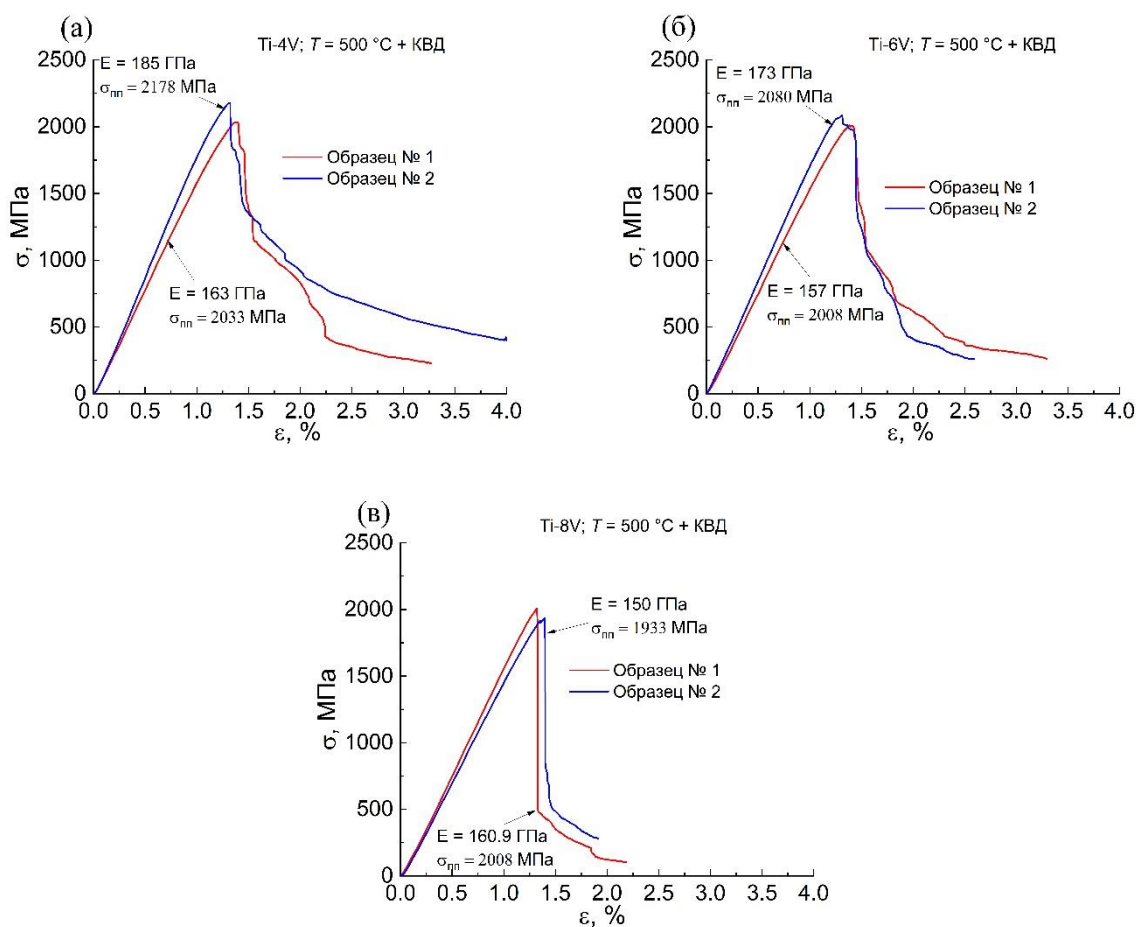 (а)
Ti-4V; T = 500 °C + КВД
2500
2000
1500
1000
500
0
σ, МПа
E = 185 ГПа
σпп = 2178 МПа
Образец № 1
Образец № 2
E = 163 ГПа
σпп = 2033 МПа
0.0 0.5 1.0 1.5 2.0 2.5 3.0 3.5 4.0
ε, %
(б)
Ti-6V; T = 500 °C + КВД
2500
2000
1500
1000
500
0
σ, МПа
E = 173 ГПа
σпп = 2080 МПа
Образец № 1
Образец № 2
E = 157 ГПа
σпп = 2008 МПа
0.0 0.5 1.0 1.5 2.0 2.5 3.0 3.5 4.0
ε, %
(в)
Ti-8V; T = 500 °C + КВД
2500
2000
1500
1000
500
0
σ, МПа
E = 150 ГПа
σпп = 1933 МПа
Образец № 1
Образец № 2
E = 160.9 ГПа
σпп = 2008 МПа
0.0 0.5 1.0 1.5 2.0 2.5 3.0 3.5 4.0
ε, %